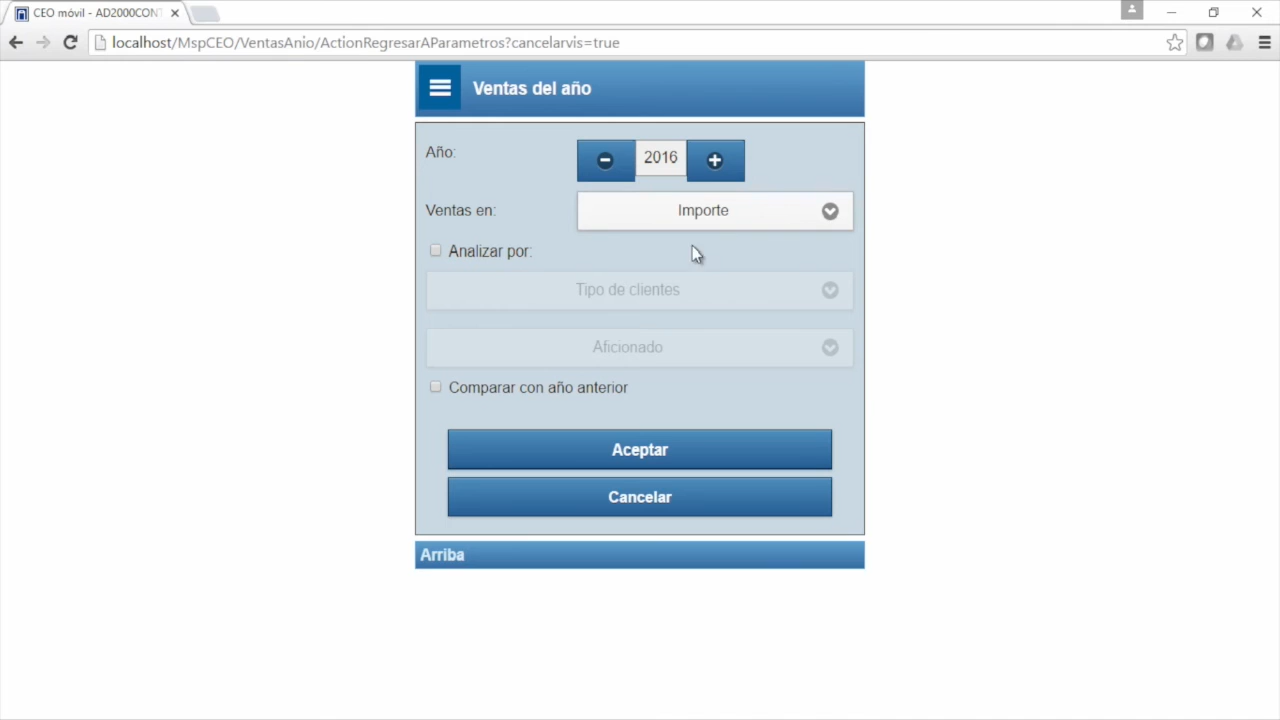 CEO móvil - AD2000CONT
localhost/MspCEO/VentasAnio/ActionRegresarAParametros?cancelarvis=true
Ventas del año
Año: 2016
Ventas en: Importe
Analizar por:
Tipo de clientes
Aficionado
Comparar con año anterior
Aceptar
Cancelar
Arriba